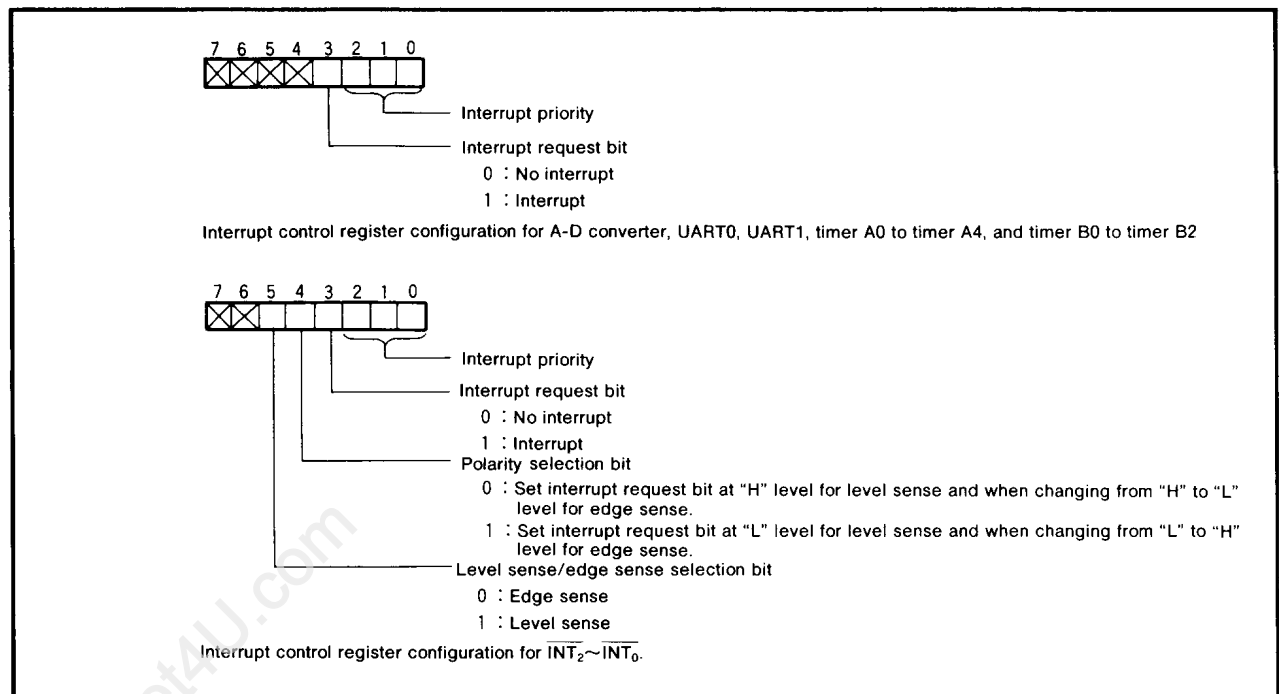 7 6 5 4 3 2 1 0
Interrupt priority
Interrupt request bit
0 : No interrupt
1 : Interrupt
Interrupt control register configuration for A-D converter, UART0, UART1, timer A0 to timer A4, and timer B0 to timer B2
7 6 5 4 3 2 1 0
Interrupt priority
Interrupt request bit
0 : No interrupt
1 : Interrupt
Polarity selection bit
0 : Set interrupt request bit at “H” level for level sense and when changing from “H” to “L”
level for edge sense.
1 : Set interrupt request bit at “L” level for level sense and when changing from “L” to “H”
level for edge sense.
Level sense/edge sense selection bit
0 : Edge sense
1 : Level sense
Interrupt control register configuration for I̅N̅T̅₂～I̅N̅T̅₀.
et4U.com